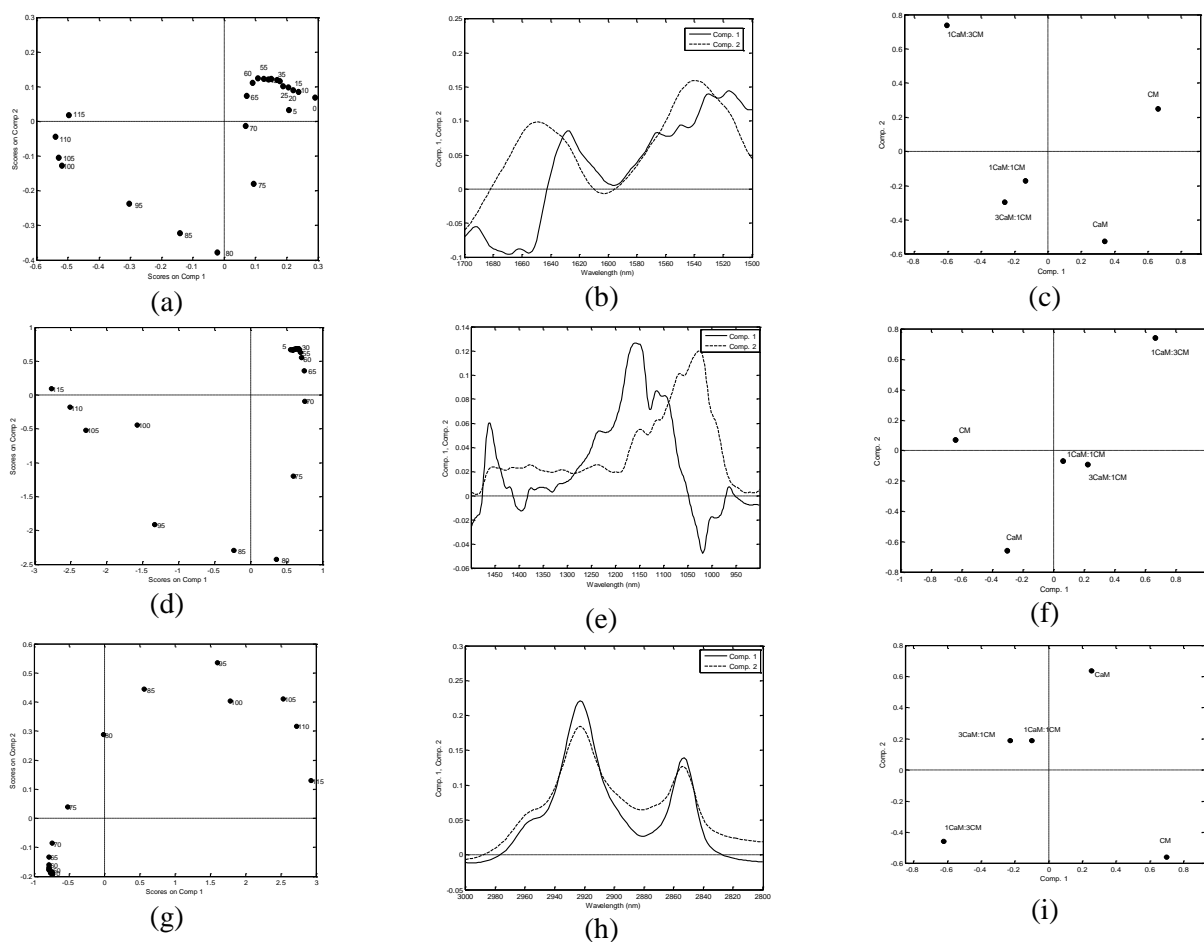 0.3
0.2
0.1
0
-0.1
-0.2
-0.3
-0.4
-0.6 -0.5 -0.4 -0.3 -0.2 -0.1 0 0.1 0.2 0.3
Scores on Comp 1
Scores on Comp 2
55 35
60 15
10
65 25 20 0
5
115
70
110
105
100
75
95
85
80
(a)
0.25
0.2
0.15
0.1
0.05
0
0.05
0.1
1700 1680 1660 1640 1620 1600 1580 1560 1540 1520 1500
Wavelength (nm)
Comp. 1, Comp. 2
Comp. 1
Comp. 2
(b)
0.8
0.6
0.4
0.2
0
-0.2
-0.4
-0.6
-0.8
-0.8 -0.6 -0.4 -0.2 0 0.2 0.4 0.6 0.8
Comp. 1
Comp. 2
1CaM:3CM
CM
1CaM:1CM
3CaM:1CM
CaM
(c)
1
0.5
0
-0.5
-1
-1.5
-2
-2.5
-3 -2.5 -2 -1.5 -1 -0.5 0 0.5 1
Scores on Comp 1
Scores on Comp 2
5 30
55
60
65
115
70
110
105
100
75
95
85
80
(d)
0.14
0.12
0.1
0.08
0.06
0.04
0.02
0
-0.02
-0.04
-0.06
1450 1400 1350 1300 1250 1200 1150 1100 1050 1000 950
Wavelength (nm)
Comp. 1, Comp. 2
Comp. 1
Comp. 2
(e)
0.8
0.6
0.4
0.2
0
-0.2
-0.4
-0.6
-0.8
-1 -0.8 -0.6 -0.4 -0.2 0 0.2 0.4 0.6 0.8
Comp. 1
Comp. 2
1CaM:3CM
CM
1CaM:1CM
3CaM:1CM
CaM
(f)
0.6
0.5
0.4
0.3
0.2
0.1
0
-0.1
-0.2
-1 -0.5 0 0.5 1 1.5 2 2.5 3
Scores on Comp 1
Scores on Comp 2
95
85
100
105
110
80
115
75
70
65
60
(g)
0.3
0.25
0.2
0.15
0.1
0.05
0
0.05
3000 2980 2960 2940 2920 2900 2880 2860 2840 2820 2800
Wavelength (nm)
Comp. 1, Comp. 2
Comp. 1
Comp. 2
(h)
0.8
0.6
0.4
0.2
0
-0.2
-0.4
-0.6
-0.8 -0.6 -0.4 -0.2 0 0.2 0.4 0.6 0.8
Comp. 1
Comp. 2
CaM
3CaM:1CM 1CaM:1CM
1CaM:3CM
CM
(i)